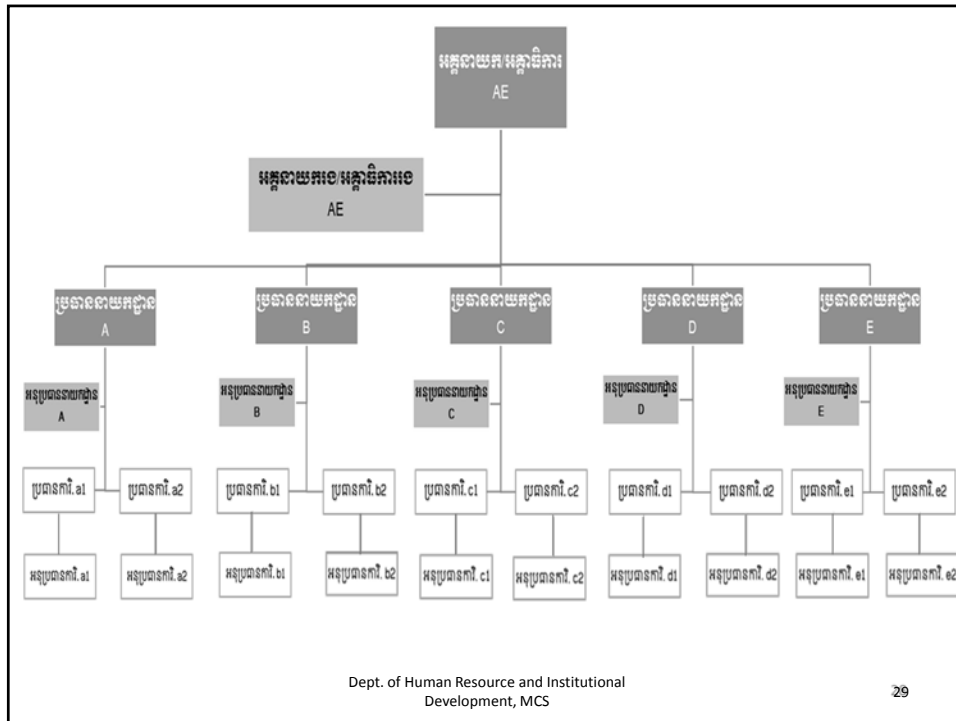 អគ្គនាយក/អគ្គាធិការ
AE
អគ្គនាយករង/អគ្គាធិការរង
AE
ប្រធាននាយកដ្ឋាន
A
ប្រធាននាយកដ្ឋាន
B
ប្រធាននាយកដ្ឋាន
C
ប្រធាននាយកដ្ឋាន
D
ប្រធាននាយកដ្ឋាន
E
អនុប្រធាននាយកដ្ឋាន
A
អនុប្រធាននាយកដ្ឋាន
B
អនុប្រធាននាយកដ្ឋាន
C
អនុប្រធាននាយកដ្ឋាន
D
អនុប្រធាននាយកដ្ឋាន
E
ប្រធានការិ.a1
ប្រធានការិ.a2
ប្រធានការិ.b1
ប្រធានការិ.b2
ប្រធានការិ.c1
ប្រធានការិ.c2
ប្រធានការិ.d1
ប្រធានការិ.d2
ប្រធានការិ.e1
ប្រធានការិ.e2
អនុប្រធានការិ.a1
អនុប្រធានការិ.a2
អនុប្រធានការិ.b1
អនុប្រធានការិ.b2
អនុប្រធានការិ.c1
អនុប្រធានការិ.c2
អនុប្រធានការិ.d1
អនុប្រធានការិ.d2
អនុប្រធានការិ.e1
អនុប្រធានការិ.e2
Dept. of Human Resource and Institutional
Development, MCS
29